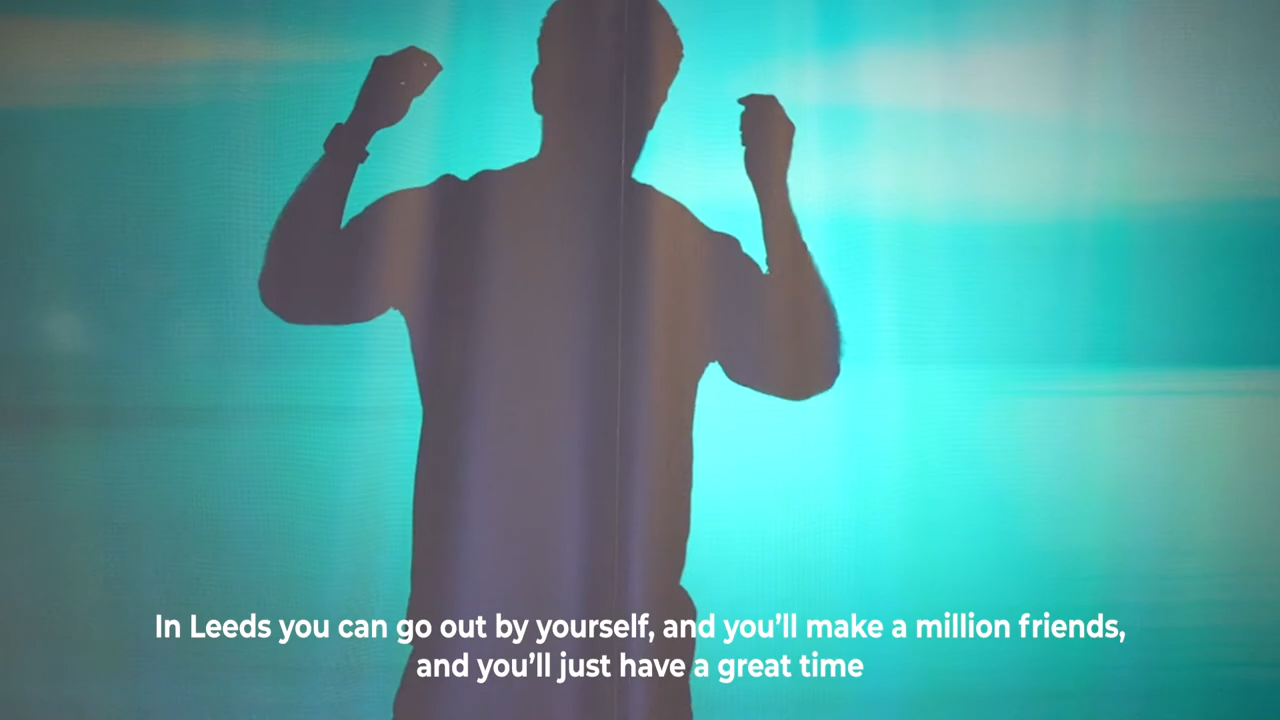 In Leeds you can go out by yourself, and you'll make a million friends,
and you'll just have a great time